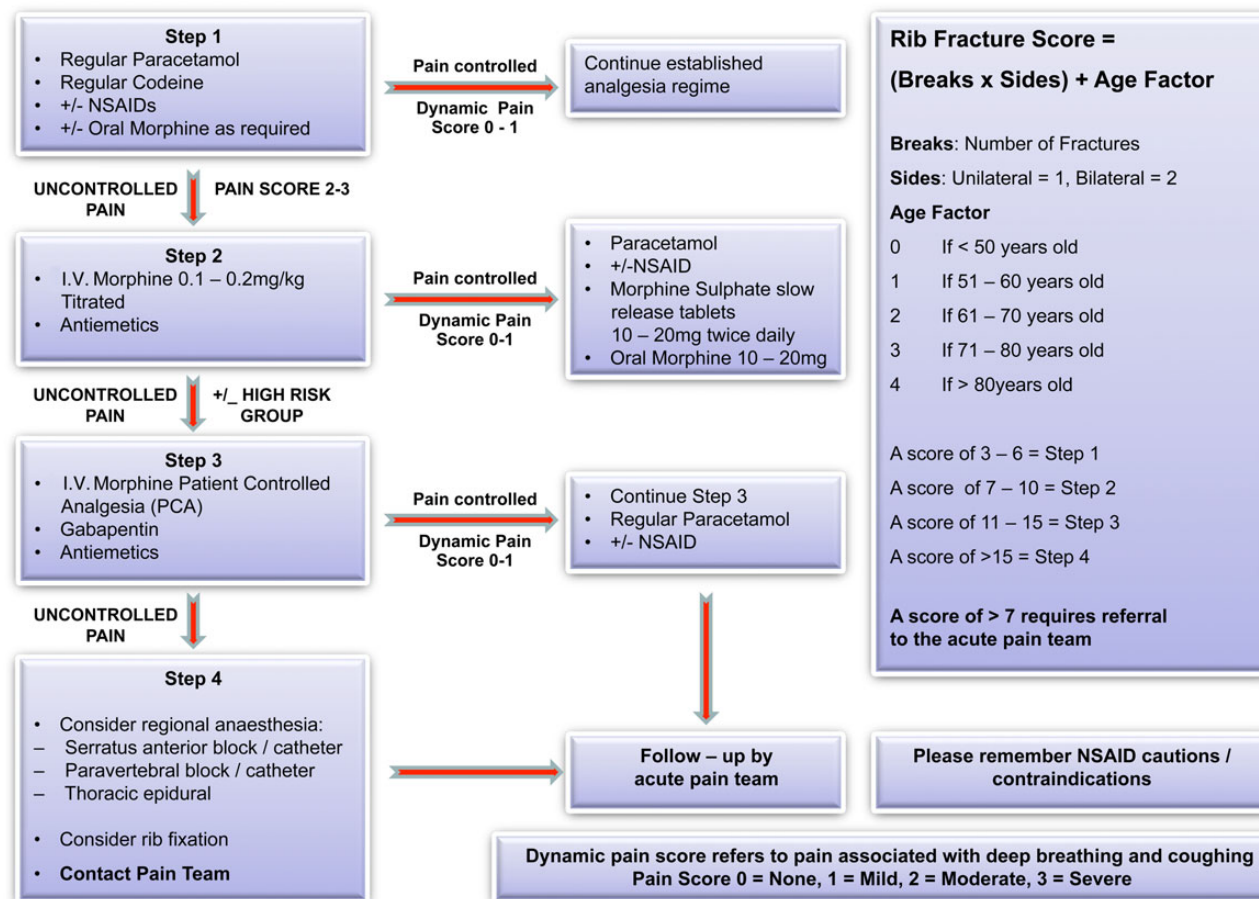 Step 1
• Regular Paracetamol
• Regular Codeine
• +/- NSAIDs
• +/- Oral Morphine as required
Pain controlled
Dynamic Pain
Score 0 - 1
Continue established
analgesia regime
UNCONTROLLED
PAIN
PAIN SCORE 2-3
Step 2
• I.V. Morphine 0.1 – 0.2mg/kg
Titrated
• Antiemetics
Pain controlled
Dynamic Pain
Score 0-1
• Paracetamol
• +/-NSAID
• Morphine Sulphate slow
release tablets
10 – 20mg twice daily
• Oral Morphine 10 – 20mg
UNCONTROLLED
PAIN
+/_ HIGH RISK
GROUP
Step 3
• I.V. Morphine Patient Controlled
Analgesia (PCA)
• Gabapentin
• Antiemetics
Pain controlled
Dynamic Pain
Score 0-1
• Continue Step 3
• Regular Paracetamol
• +/- NSAID
UNCONTROLLED
PAIN
Step 4
• Consider regional anaesthesia:
– Serratus anterior block / catheter
– Paravertebral block / catheter
– Thoracic epidural
• Consider rib fixation
• Contact Pain Team
Follow – up by
acute pain team
Rib Fracture Score =
(Breaks x Sides) + Age Factor
Breaks: Number of Fractures
Sides: Unilateral = 1, Bilateral = 2
Age Factor
0 If < 50 years old
1 If 51 – 60 years old
2 If 61 – 70 years old
3 If 71 – 80 years old
4 If > 80years old
A score of 3 – 6 = Step 1
A score of 7 – 10 = Step 2
A score of 11 – 15 = Step 3
A score of >15 = Step 4
A score of > 7 requires referral
to the acute pain team
Please remember NSAID cautions /
contraindications
Dynamic pain score refers to pain associated with deep breathing and coughing
Pain Score 0 = None, 1 = Mild, 2 = Moderate, 3 = Severe